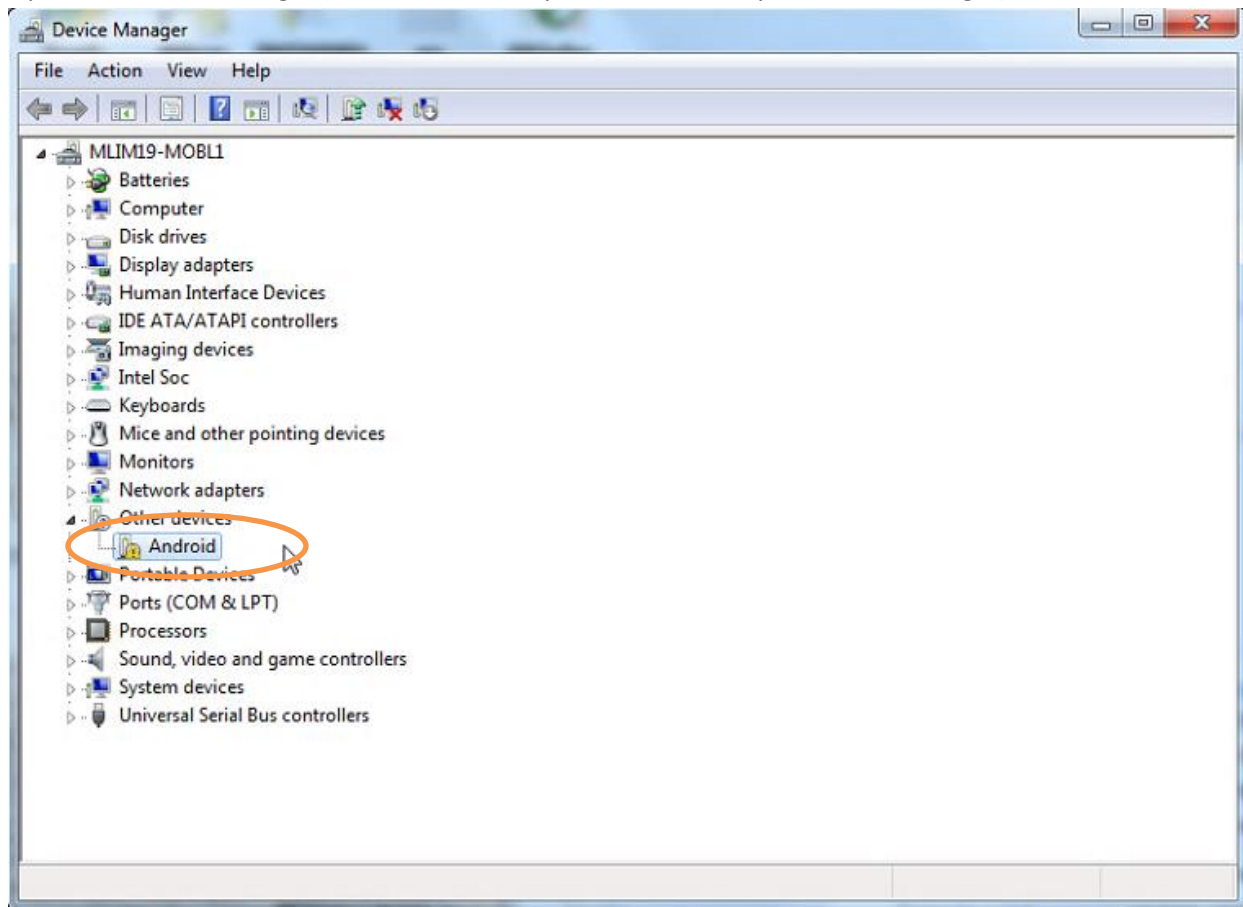 Device Manager
File Action View Help
MLIM19-MOBL1
Batteries
Computer
Disk drives
Display adapters
Human Interface Devices
IDE ATA/ATAPI controllers
Imaging devices
Intel Soc
Keyboards
Mice and other pointing devices
Monitors
Network adapters
Other devices
Android
Portable Devices
Ports (COM & LPT)
Processors
Sound, video and game controllers
System devices
Universal Serial Bus controllers